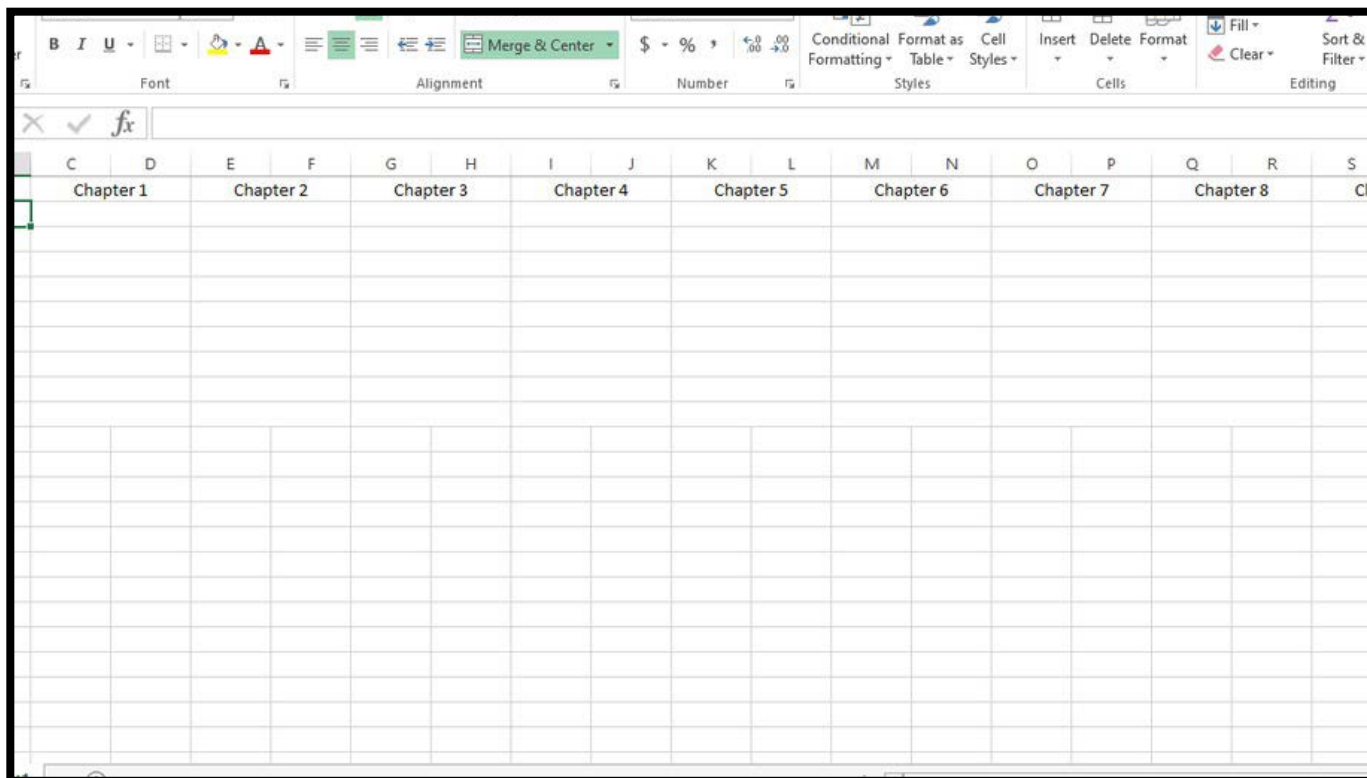 B I U Merge & Center $ % , Conditional Format as Cell Insert Delete Format Fill Sort &
Formatting Table Styles Clear Filter
Font Alignment Number Styles Cells Editing
fx
C D E F G H I J K L M N O P Q R S
Chapter 1 Chapter 2 Chapter 3 Chapter 4 Chapter 5 Chapter 6 Chapter 7 Chapter 8